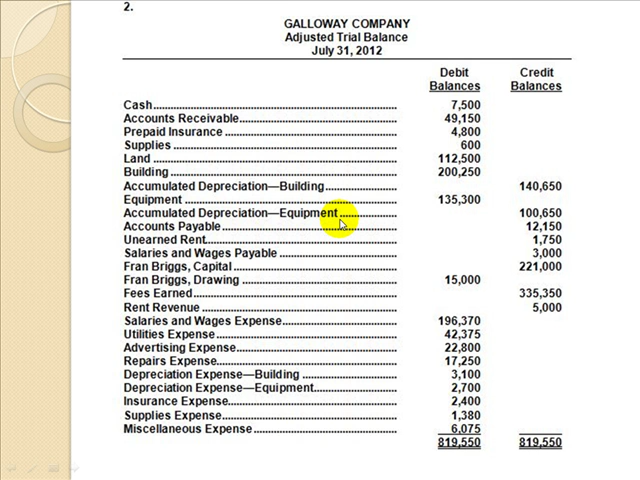 2.
GALLOWAY COMPANY
Adjusted Trial Balance
July 31, 2012
Debit Credit
Balances Balances
Cash 7,500
Accounts Receivable 49,150
Prepaid Insurance 4,800
Supplies 600
Land 112,500
Building 200,250
Accumulated Depreciation—Building 140,650
Equipment 135,300
Accumulated Depreciation—Equipment 100,650
Accounts Payable 12,150
Unearned Rent 1,750
Salaries and Wages Payable 3,000
Fran Briggs, Capital 221,000
Fran Briggs, Drawing 15,000
Fees Earned 335,350
Rent Revenue 5,000
Salaries and Wages Expense 196,370
Utilities Expense 42,375
Advertising Expense 22,800
Repairs Expense 17,250
Depreciation Expense—Building 3,100
Depreciation Expense—Equipment 2,700
Insurance Expense 2,400
Supplies Expense 1,380
Miscellaneous Expense 6,075
819,550 819,550